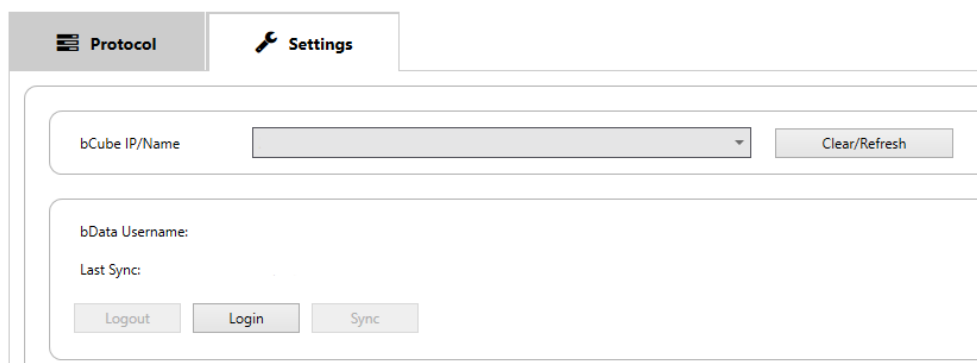 Protocol Settings
bCube IP/Name Clear/Refresh
bData Username:
Last Sync:
Logout Login Sync